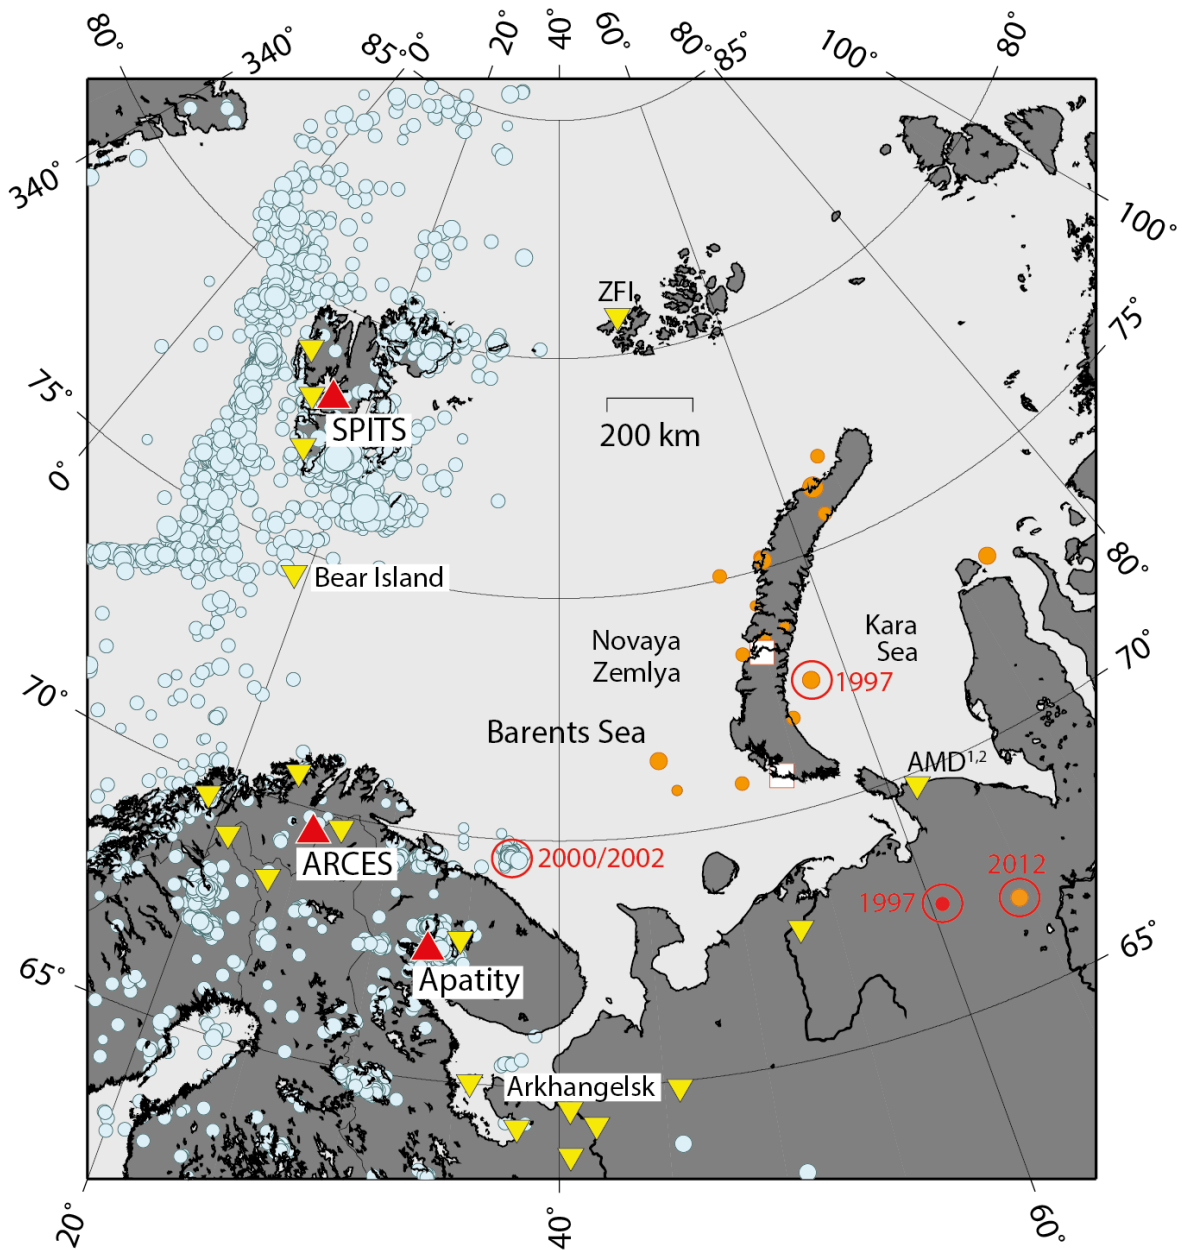 80°
340°
85°
0°
20°
40°
60°
80°
85°
100°
80°
340°
100°
ZFI
75°
200 km
75°
SPITS
0°
80°
Bear Island
Novaya
Zemlya
Kara
Sea
70°
1997
70°
Barents Sea
AMD1,2
2000/2002
ARCES
2012
1997
65°
65°
Apatity
Arkhangelsk
20°
40°
60°